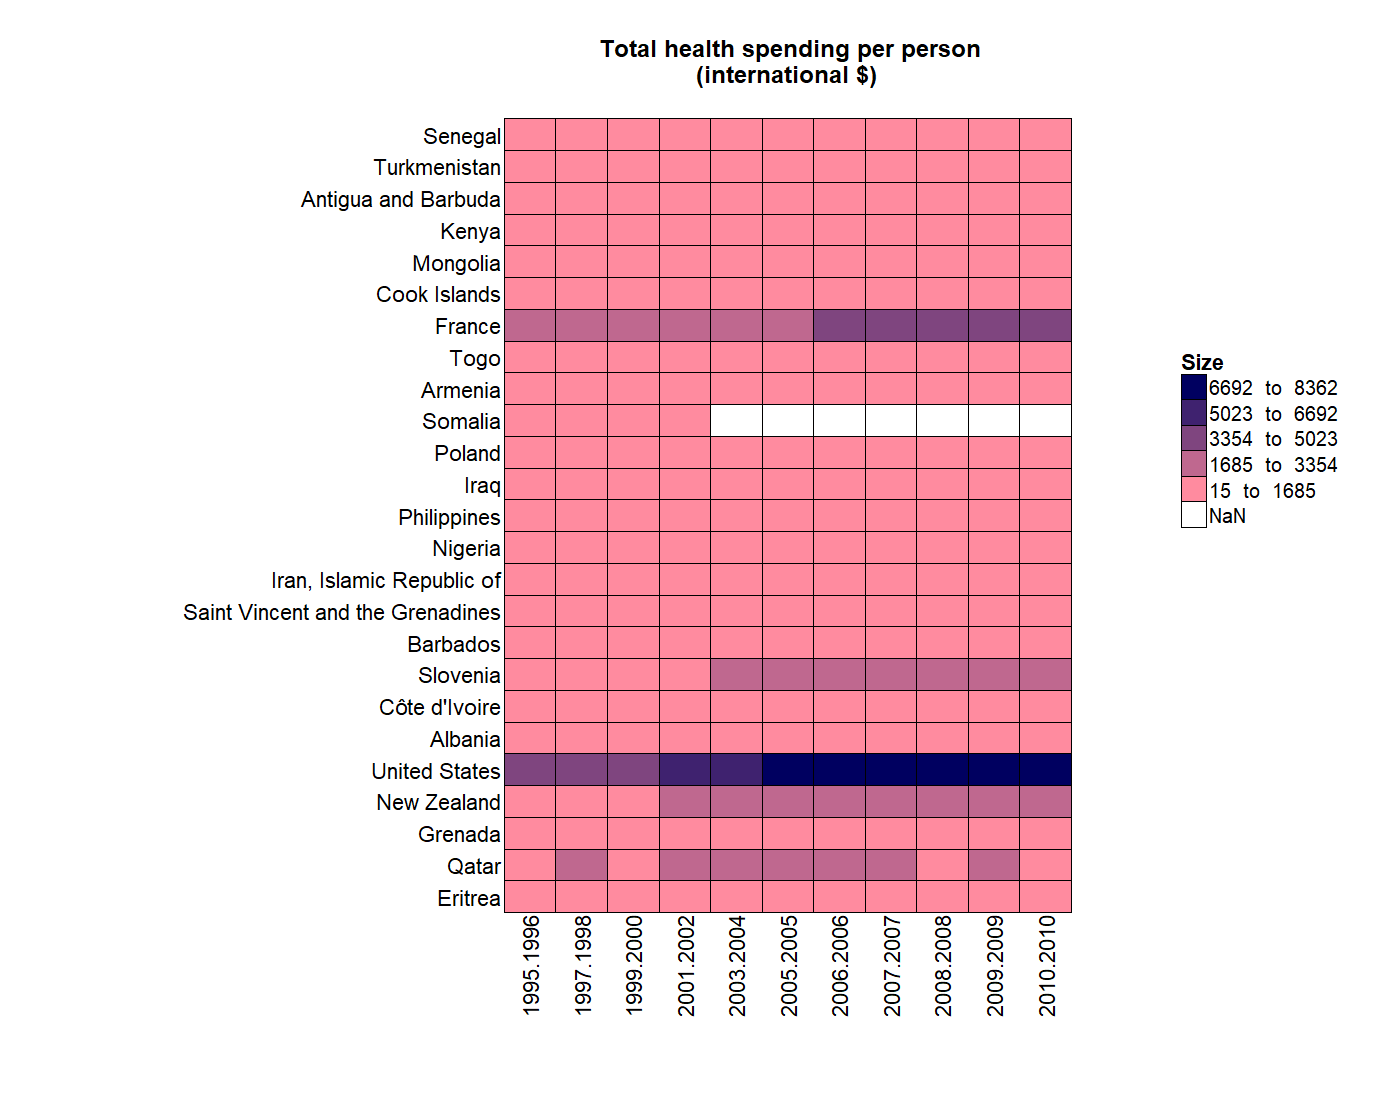 Total health spending per person
(international $)
Senegal
Turkmenistan
Antigua and Barbuda
Kenya
Mongolia
Cook Islands
France
Togo
Armenia
Somalia
Poland
Iraq
Philippines
Nigeria
Iran, Islamic Republic of
Saint Vincent and the Grenadines
Barbados
Slovenia
Côte d'Ivoire
Albania
United States
New Zealand
Grenada
Qatar
Eritrea
1995.1996
1997.1998
1999.2000
2001.2002
2003.2004
2005.2005
2006.2006
2007.2007
2008.2008
2009.2009
2010.2010
Size
6692 to 8362
5023 to 6692
3354 to 5023
1685 to 3354
15 to 1685
NaN